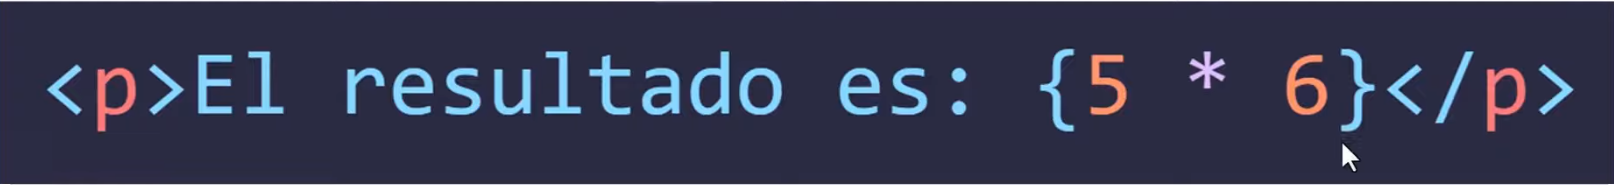 <p>El resultado es: {5 * 6}</p>